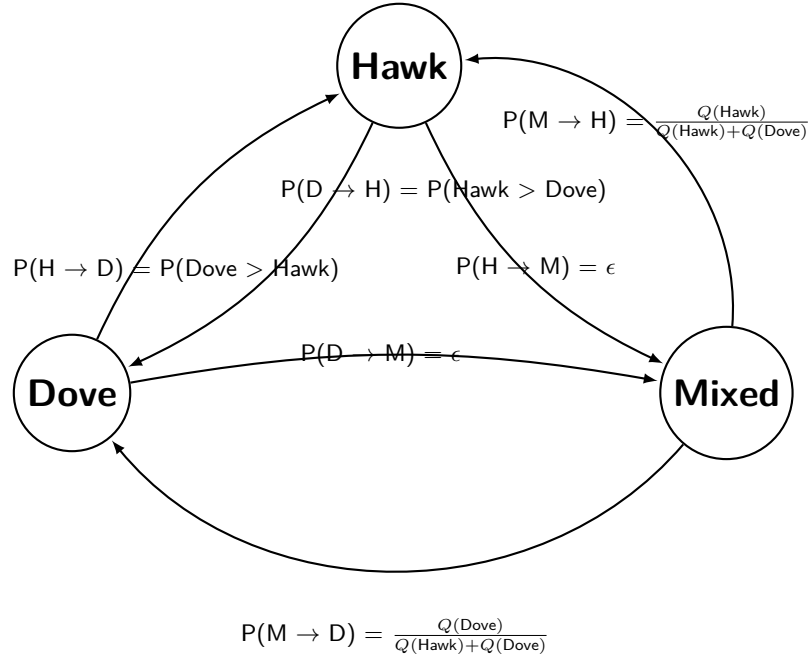 Hawk
P(M → H) = Q(Hawk) / Q(Hawk)+Q(Dove)
P(D → H) = P(Hawk > Dove)
P(H → D) = P(Dove > Hawk)
P(H → M) = ϵ
P(D → M) = ϵ
Dove
Mixed
P(M → D) = Q(Dove) / Q(Hawk)+Q(Dove)